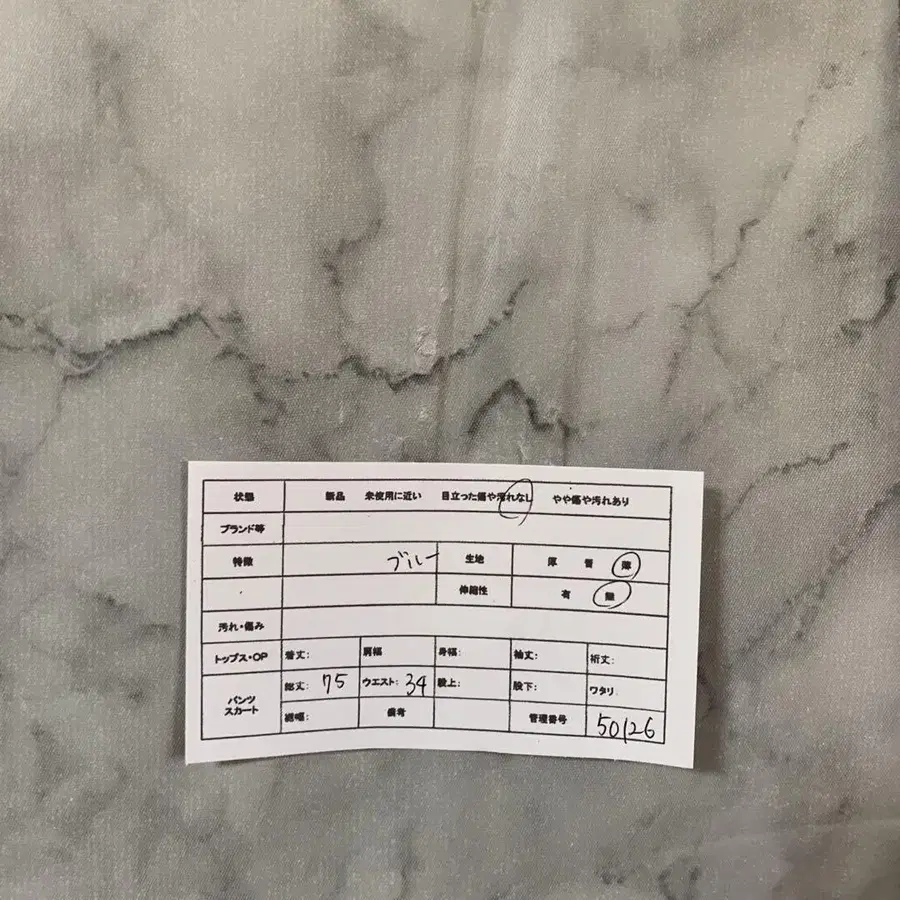 状態 新品 未使用に近い 目立った傷や汚れなし やや傷や汚れあり
ブランド等
特徴 ブルー 生地 厚 普 薄
伸縮性 有 無
汚れ・傷み
トップス・OP 着丈: 肩幅 身幅: 袖丈: 裄丈:
パンツ スカート 総丈: 75 ウエスト: 34 股上: 股下: ワタリ:
裾幅: 備考 管理番号 50126